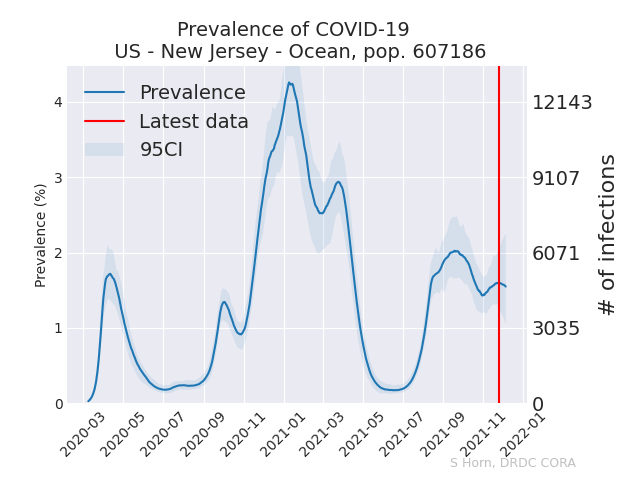 Prevalence of COVID-19
US - New Jersey - Ocean, pop. 607186
Prevalence
Latest data
95CI
Prevalence (%)
4
3
2
1
0
12143
9107
6071
3035
0
# of infections
2020-03
2020-05
2020-07
2020-09
2020-11
2021-01
2021-03
2021-05
2021-07
2021-09
2021-11
2022-01
S Horn, DRDC CORA